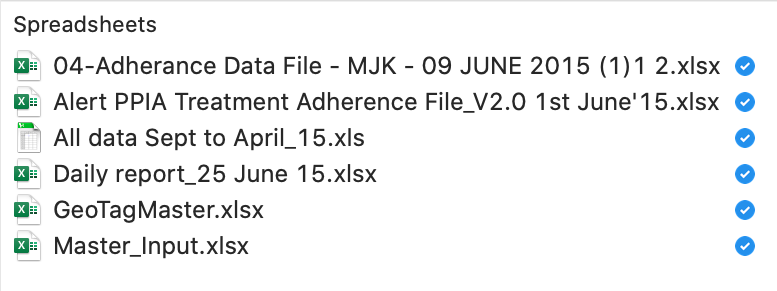 Spreadsheets
04-Adherance Data File - MJK - 09 JUNE 2015 (1)1 2.xlsx
Alert PPIA Treatment Adherence File_V2.0 1st June'15.xlsx
All data Sept to April_15.xls
Daily report_25 June 15.xlsx
GeoTagMaster.xlsx
Master_Input.xlsx